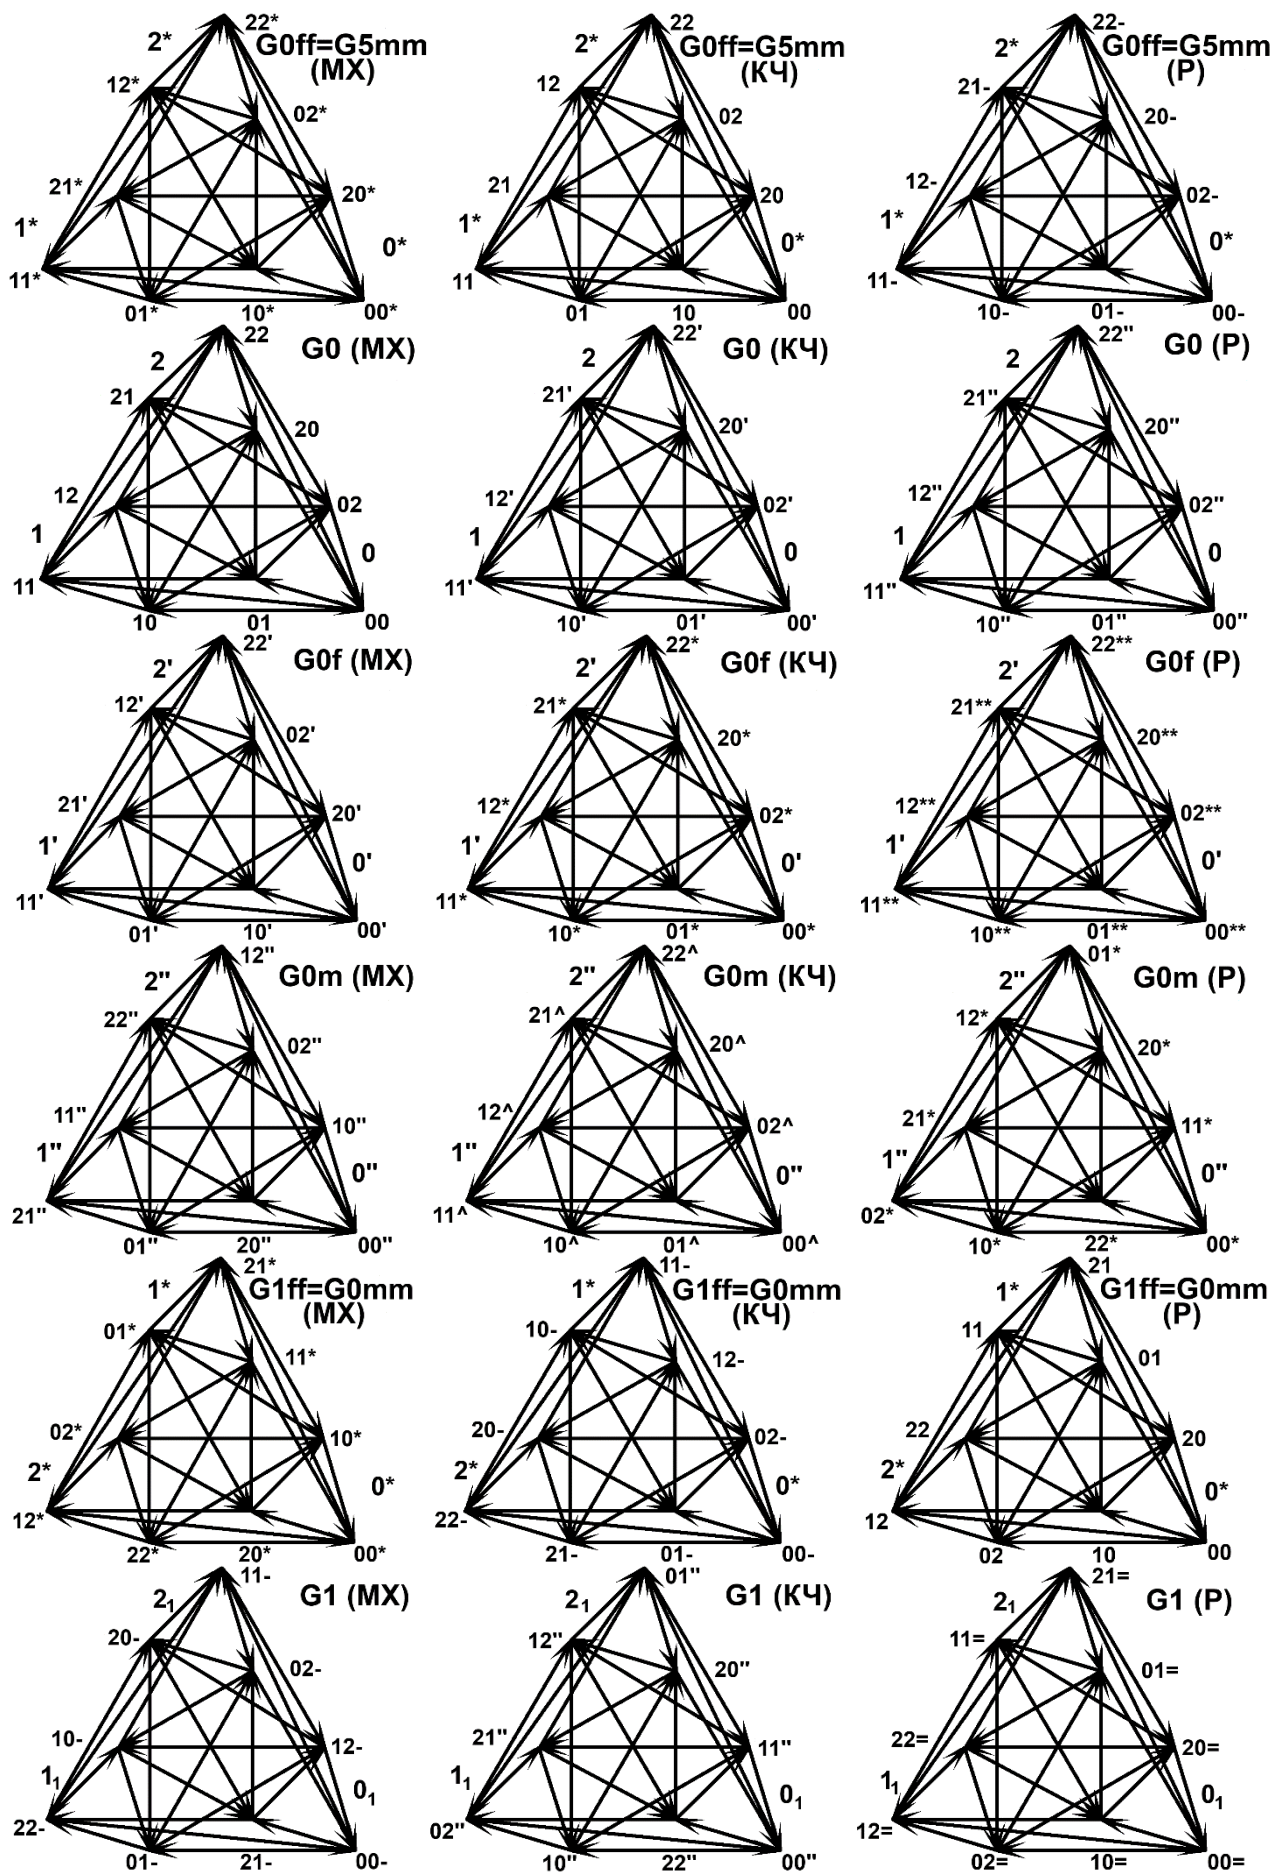 22* 22 22-
2* G0ff=G5mm 2* G0ff=G5mm 2* G0ff=G5mm
(МХ) (КЧ) (Р)
12* 12 21-
02* 02 20-
21* 20* 21 20 12- 02-
1* 0* 1* 0* 1* 0*
11* 11 11-
01* 10* 00* 01 10 00 10- 01- 00-
22 22' 22"
2 G0 (МХ) 2 G0 (КЧ) 2 G0 (Р)
21 21' 21"
20 20' 20"
12 02 12' 02' 12" 02"
1 0 1 0 1 0
11 11' 11"
10 01 00 10' 01' 00' 10" 01" 00"
22' 22* 22**
2' G0f (МХ) 2' G0f (КЧ) 2' G0f (Р)
12' 21* 21**
02' 20* 20**
21' 20' 12* 02* 12** 02**
1' 0' 1' 0' 1' 0'
11' 11* 11**
01' 10' 00' 10* 01* 00* 10** 01** 00**
12" 22^ 01*
2" G0m (МХ) 2" G0m (КЧ) 2" G0m (Р)
22" 21^ 12*
02" 20^ 20*
11" 10" 12^ 02^ 21* 11*
1" 0" 1" 0" 1" 0"
21" 11^ 02*
01" 20" 00" 10^ 01^ 00^ 10* 22* 00*
21* 11- 21
1* G1ff=G0mm 1* G1ff=G0mm 1* G1ff=G0mm
(МХ) (КЧ) (Р)
01* 10- 11
11* 12- 01
02* 10* 20- 02- 22 20
2* 0* 2* 0* 2* 0*
12* 22- 12
22* 20* 00* 21- 01- 00- 02 10 00
11- 01" 21=
2₁ G1 (МХ) 2₁ G1 (КЧ) 2₁ G1 (Р)
20- 12" 11=
02- 20" 01=
10- 12- 21" 11" 22= 20=
1₁ 0₁ 1₁ 0₁ 1₁ 0₁
22- 02" 12=
01- 21- 00- 10" 22" 00" 02= 10= 00=